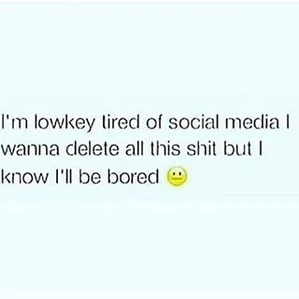 I'm lowkey tired of social media I
wanna delete all this shit but I
know I'll be bored 😐